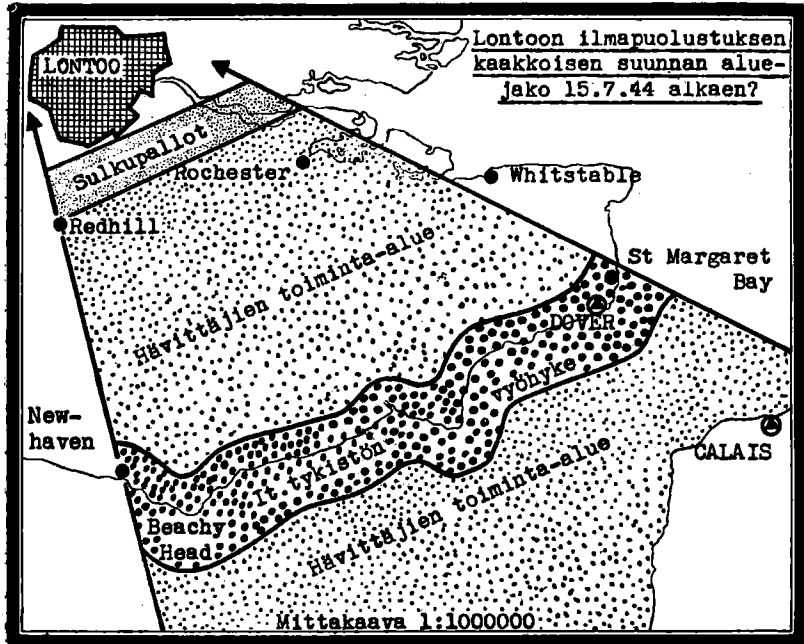 Lontoon ilmapuolustuksen
kaakkoisen suunnan alue-
jako 15.7.44 alkaen?
LONTOO
Sulkupallot
Rochester
Whitstable
Redhill
Hävittäjien toiminta-alue
St Margaret
Bay
DOVER
vyöhyke
New-
haven
CALAIS
It tykistön
Beachy
Head
Hävittäjien toiminta-alue
Mittakaava 1:1000000